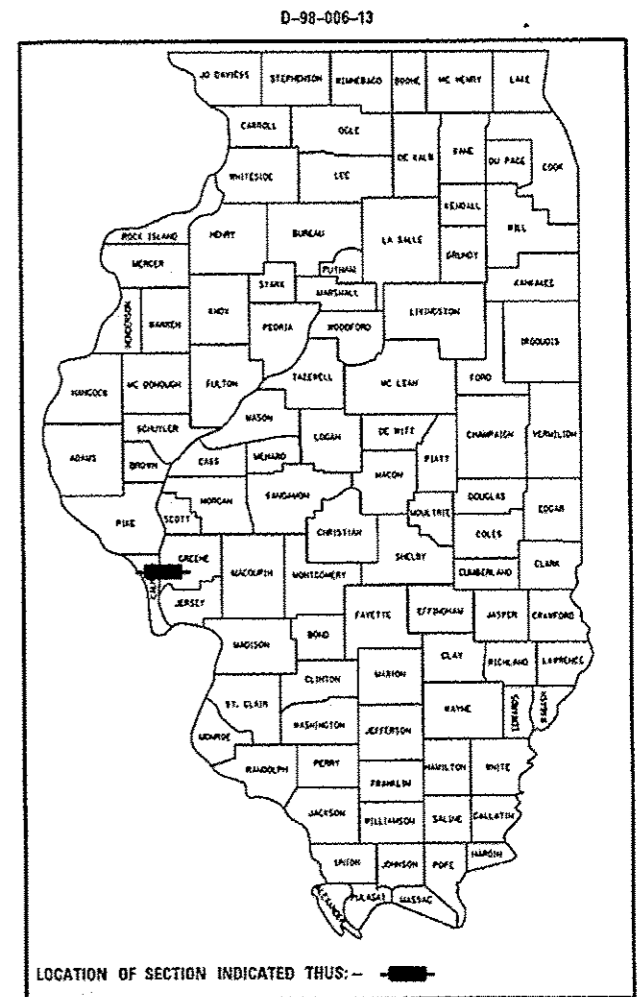 D-98-006-13
JO DAVIESS STEPHENSON WINNEBAGO BOONE MC HENRY LAKE
CARROLL OGLE
DE KALB KANE DU PAGE COOK
WHITESIDE LEE
KENDALL
ROCK ISLAND HENRY BUREAU LA SALLE GRUNDY WILL
MERCER PUTNAM
STARK MARSHALL KANKAKEE
HENDERSON WARREN KNOX PEORIA WOODFORD LIVINGSTON IROQUOIS
HANCOCK MC DONOUGH FULTON TAZEWELL MC LEAN FORD
SCHUYLER MASON
ADAMS BROWN CASS MENARD LOGAN DE WITT PIATT CHAMPAIGN VERMILION
MORGAN SANGAMON MACON
PIKE SCOTT CHRISTIAN MOULTRIE DOUGLAS EDGAR
COLES
GREENE MACOUPIN MONTGOMERY SHELBY CUMBERLAND CLARK
JERSEY
FAYETTE EFFINGHAM JASPER CRAWFORD
MADISON BOND
CLAY RICHLAND LAWRENCE
CLINTON MARION
ST. CLAIR WAYNE EDWARDS WABASH
MONROE WASHINGTON JEFFERSON
RANDOLPH PERRY HAMILTON WHITE
FRANKLIN
JACKSON WILLIAMSON SALINE GALLATIN
UNION JOHNSON POPE HARDIN
ALEXANDER PULASKI MASSAC
LOCATION OF SECTION INDICATED THUS:-